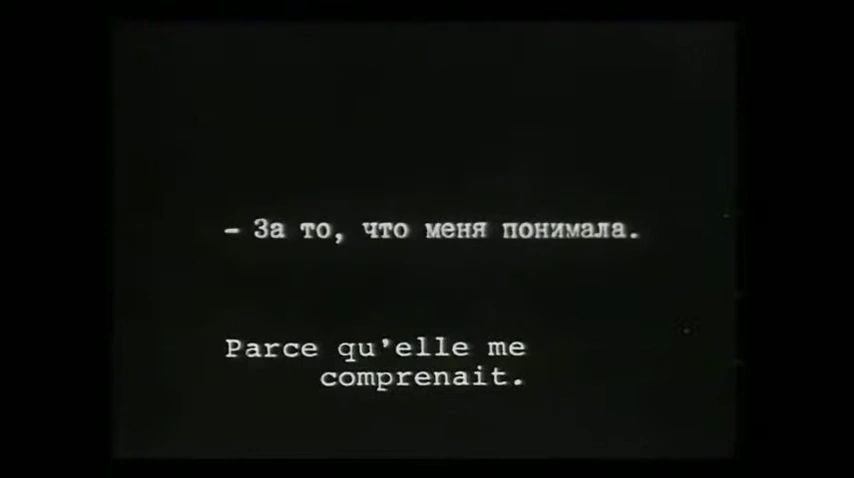 – За то, что меня понимала.
Parce qu'elle me
comprenait.